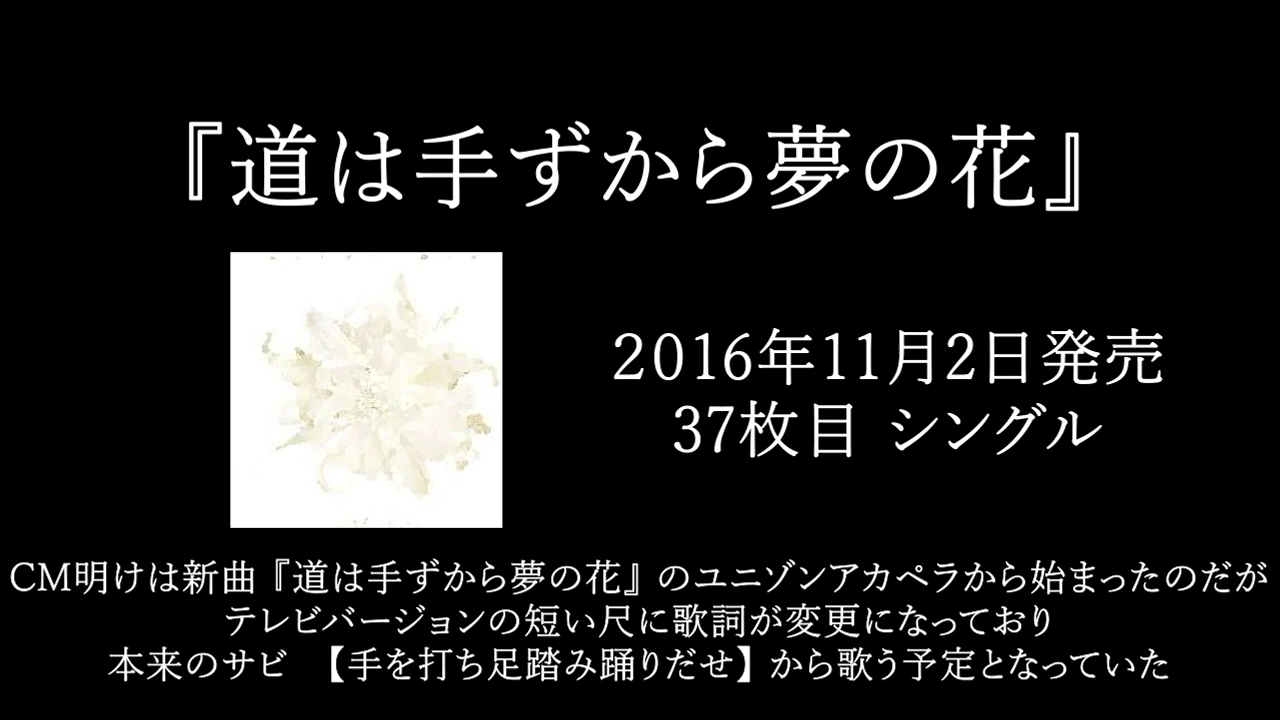 『道は手ずから夢の花』
2016年11月2日発売
37枚目 シングル
CM明けは新曲『道は手ずから夢の花』のユニゾンアカペラから始まったのだが
テレビバージョンの短い尺に歌詞が変更になっており
本来のサビ 【手を打ち足踏み踊りだせ】から歌う予定となっていた